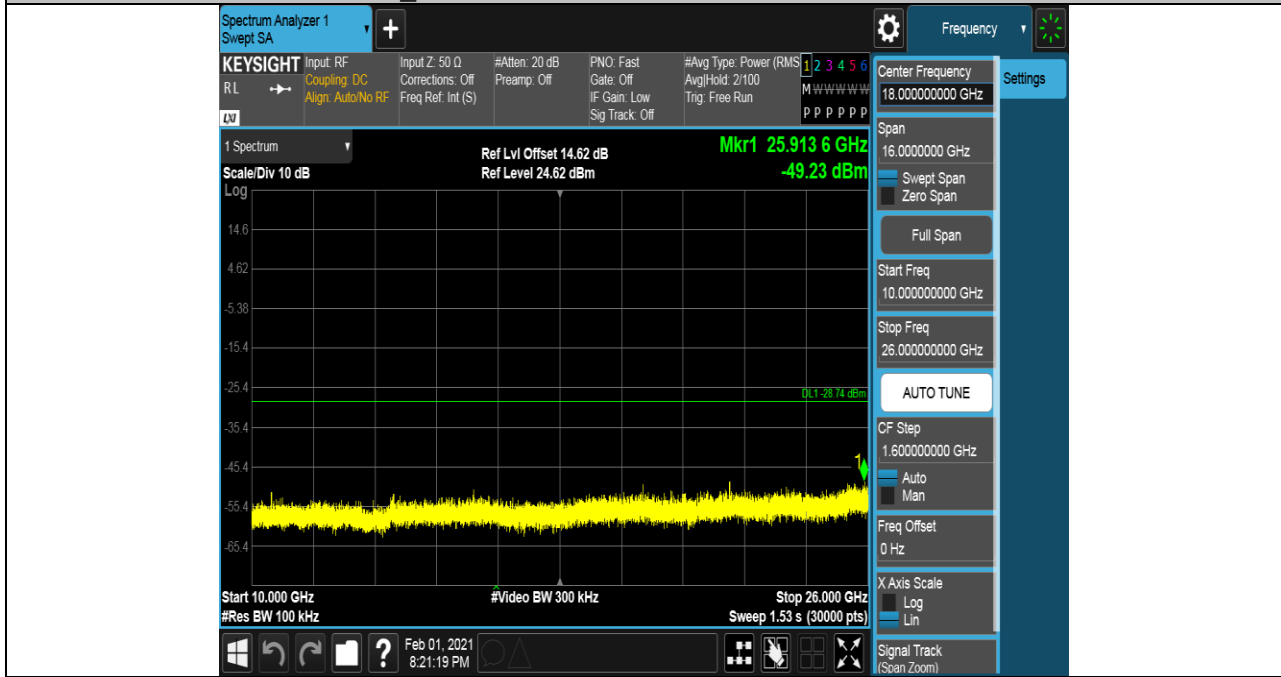 Spectrum Analyzer 1
Swept SA
Frequency
KEYSIGHT
RL
LXI
Input: RF
Coupling: DC
Align: Auto/No RF
Input Z: 50 Ω
Corrections: Off
Freq Ref: Int (S)
#Atten: 20 dB
Preamp: Off
PNO: Fast
Gate: Off
IF Gain: Low
Sig Track: Off
#Avg Type: Power (RMS
Avg|Hold: 2/100
Trig: Free Run
1 2 3 4 5 6
M W W W W W
P P P P P P
1 Spectrum
Scale/Div 10 dB
Ref Lvl Offset 14.62 dB
Ref Level 24.62 dBm
Mkr1 25.913 6 GHz
-49.23 dBm
Log
14.6
4.62
-5.38
-15.4
-25.4
DL1 -28.74 dBm
-35.4
-45.4
1
-55.4
-65.4
Start 10.000 GHz
#Video BW 300 kHz
Stop 26.000 GHz
#Res BW 100 kHz
Sweep 1.53 s (30000 pts)
?
Feb 01, 2021
8:21:19 PM
Center Frequency
18.000000000 GHz
Settings
Span
16.0000000 GHz
Swept Span
Zero Span
Full Span
Start Freq
10.000000000 GHz
Stop Freq
26.000000000 GHz
AUTO TUNE
CF Step
1.600000000 GHz
Auto
Man
Freq Offset
0 Hz
X Axis Scale
Log
Lin
Signal Track
(Span Zoom)